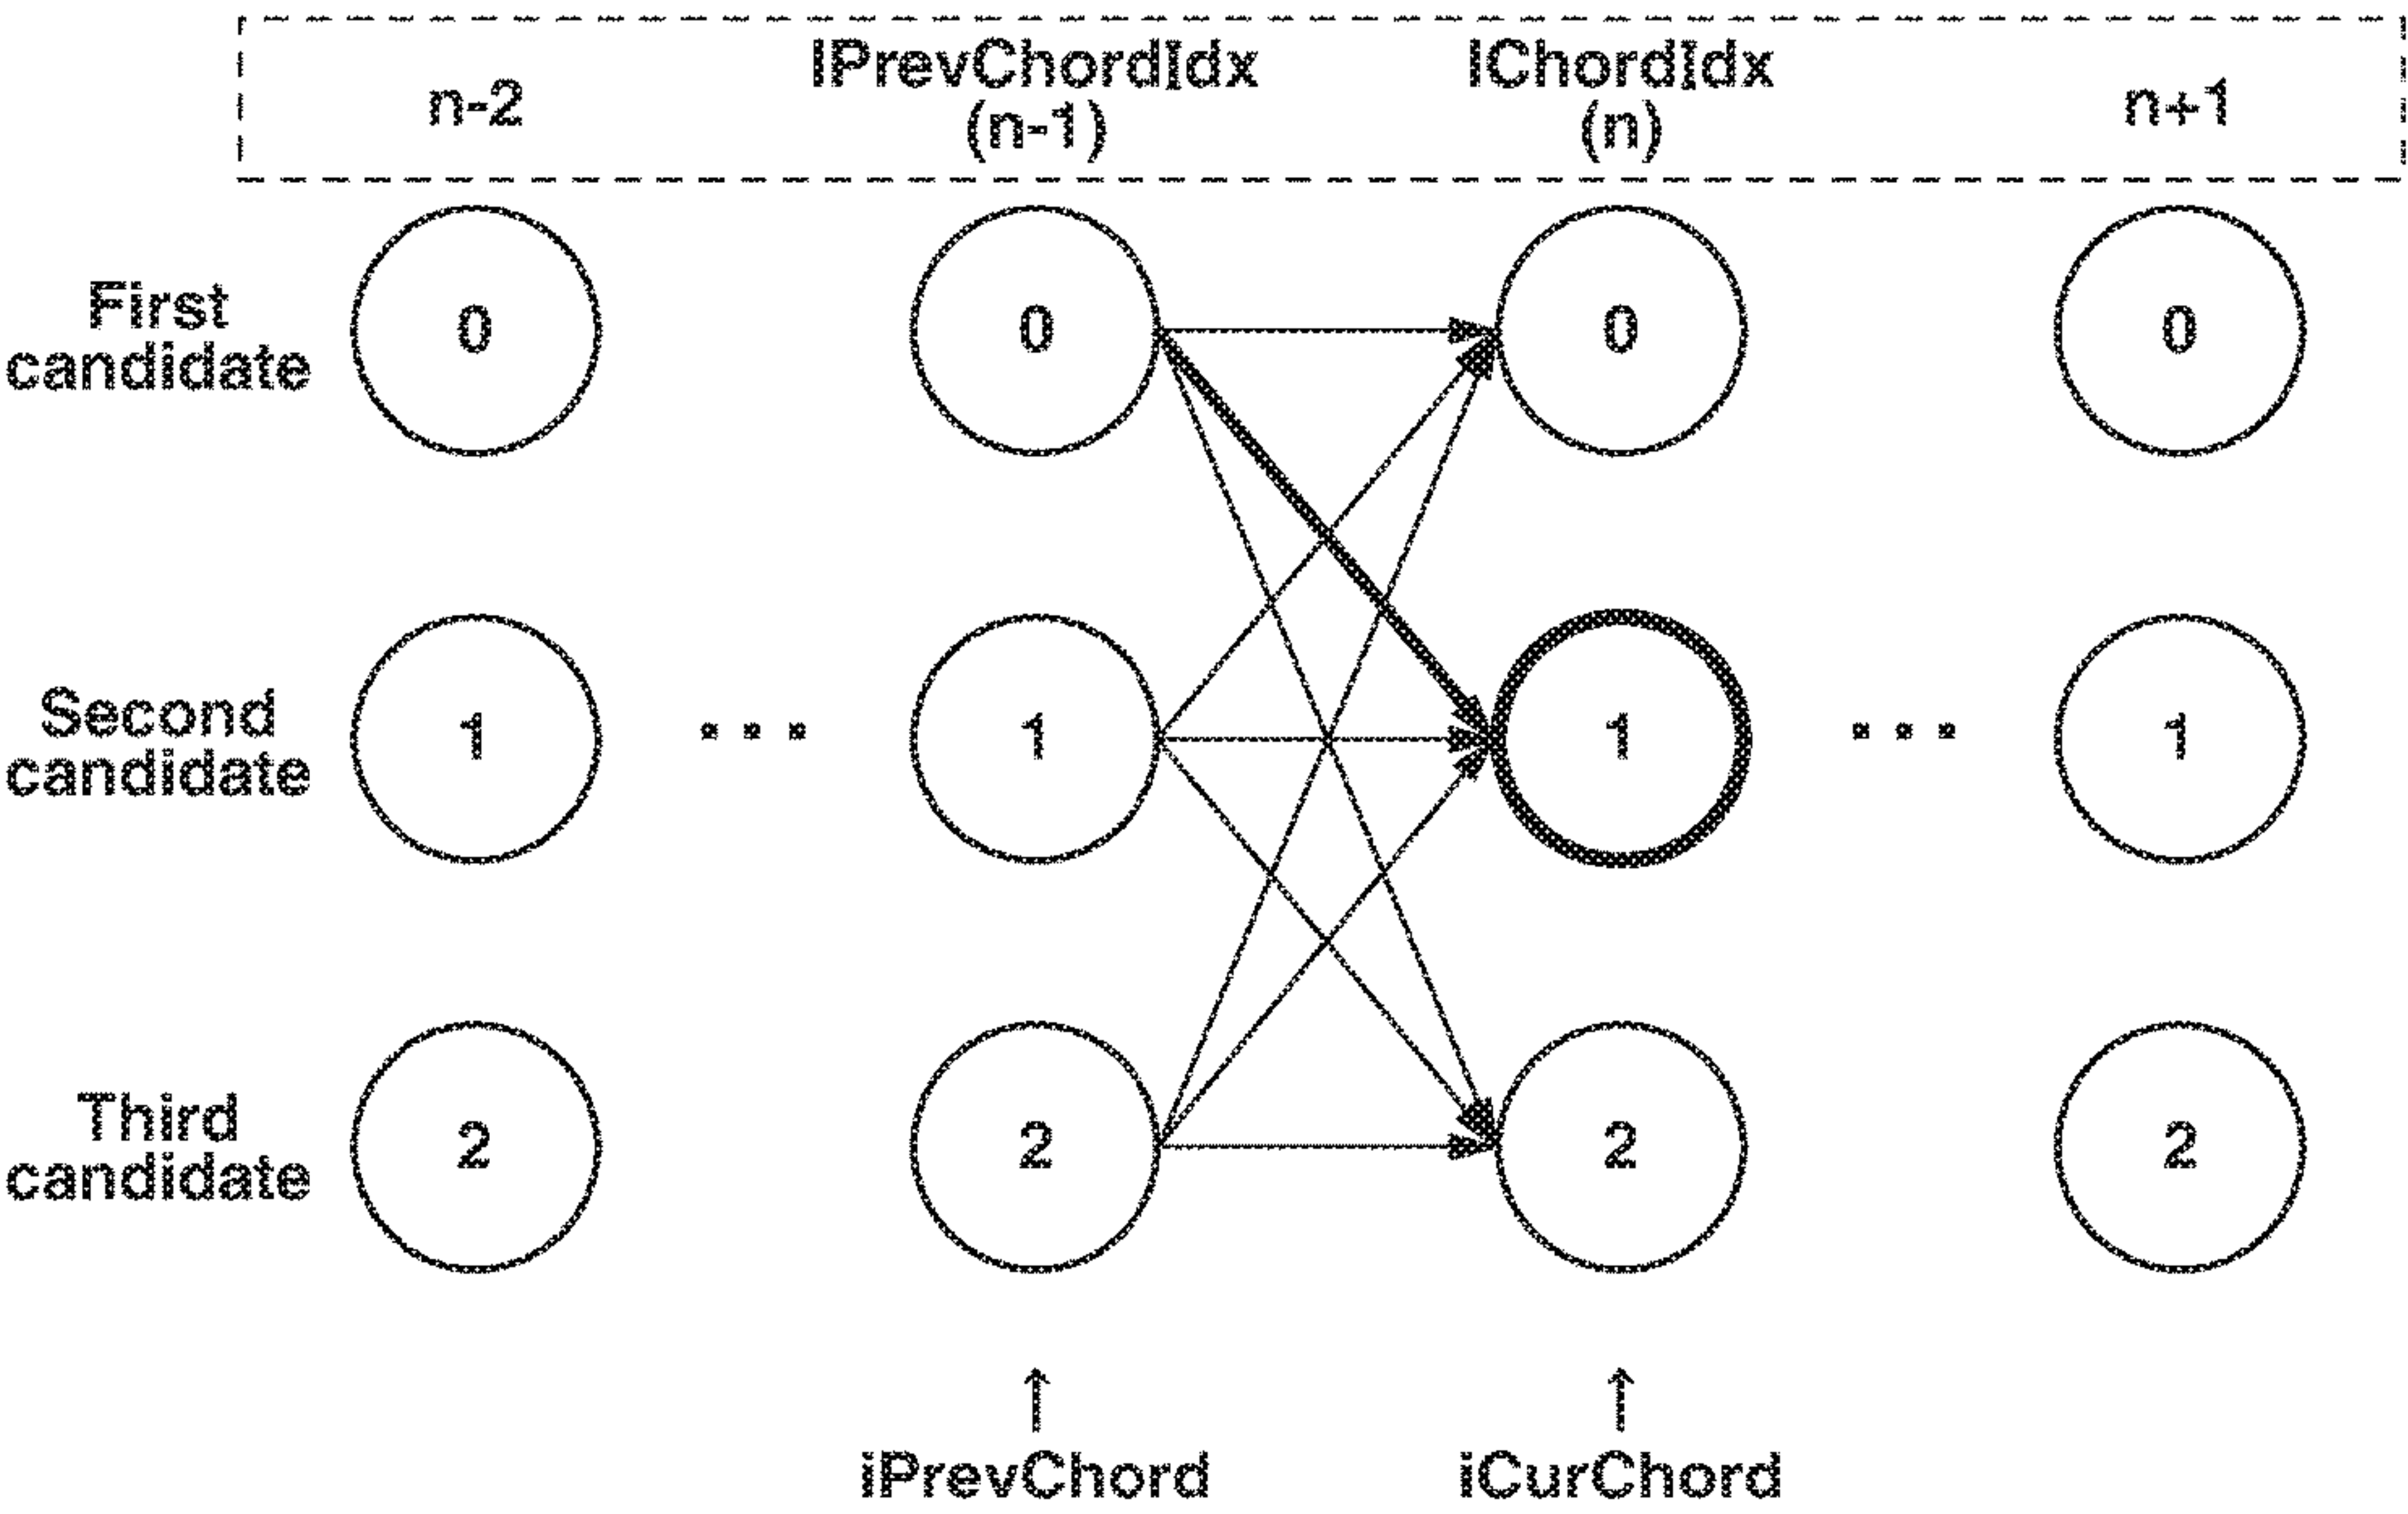 n-2 lPrevChordIdx lChordIdx n+1
(n-1) (n)
First
candidate 0 0 0 0
Second
candidate 1 ... 1 1 ... 1
Third
candidate 2 2 2 2
↑ ↑
iPrevChord iCurChord